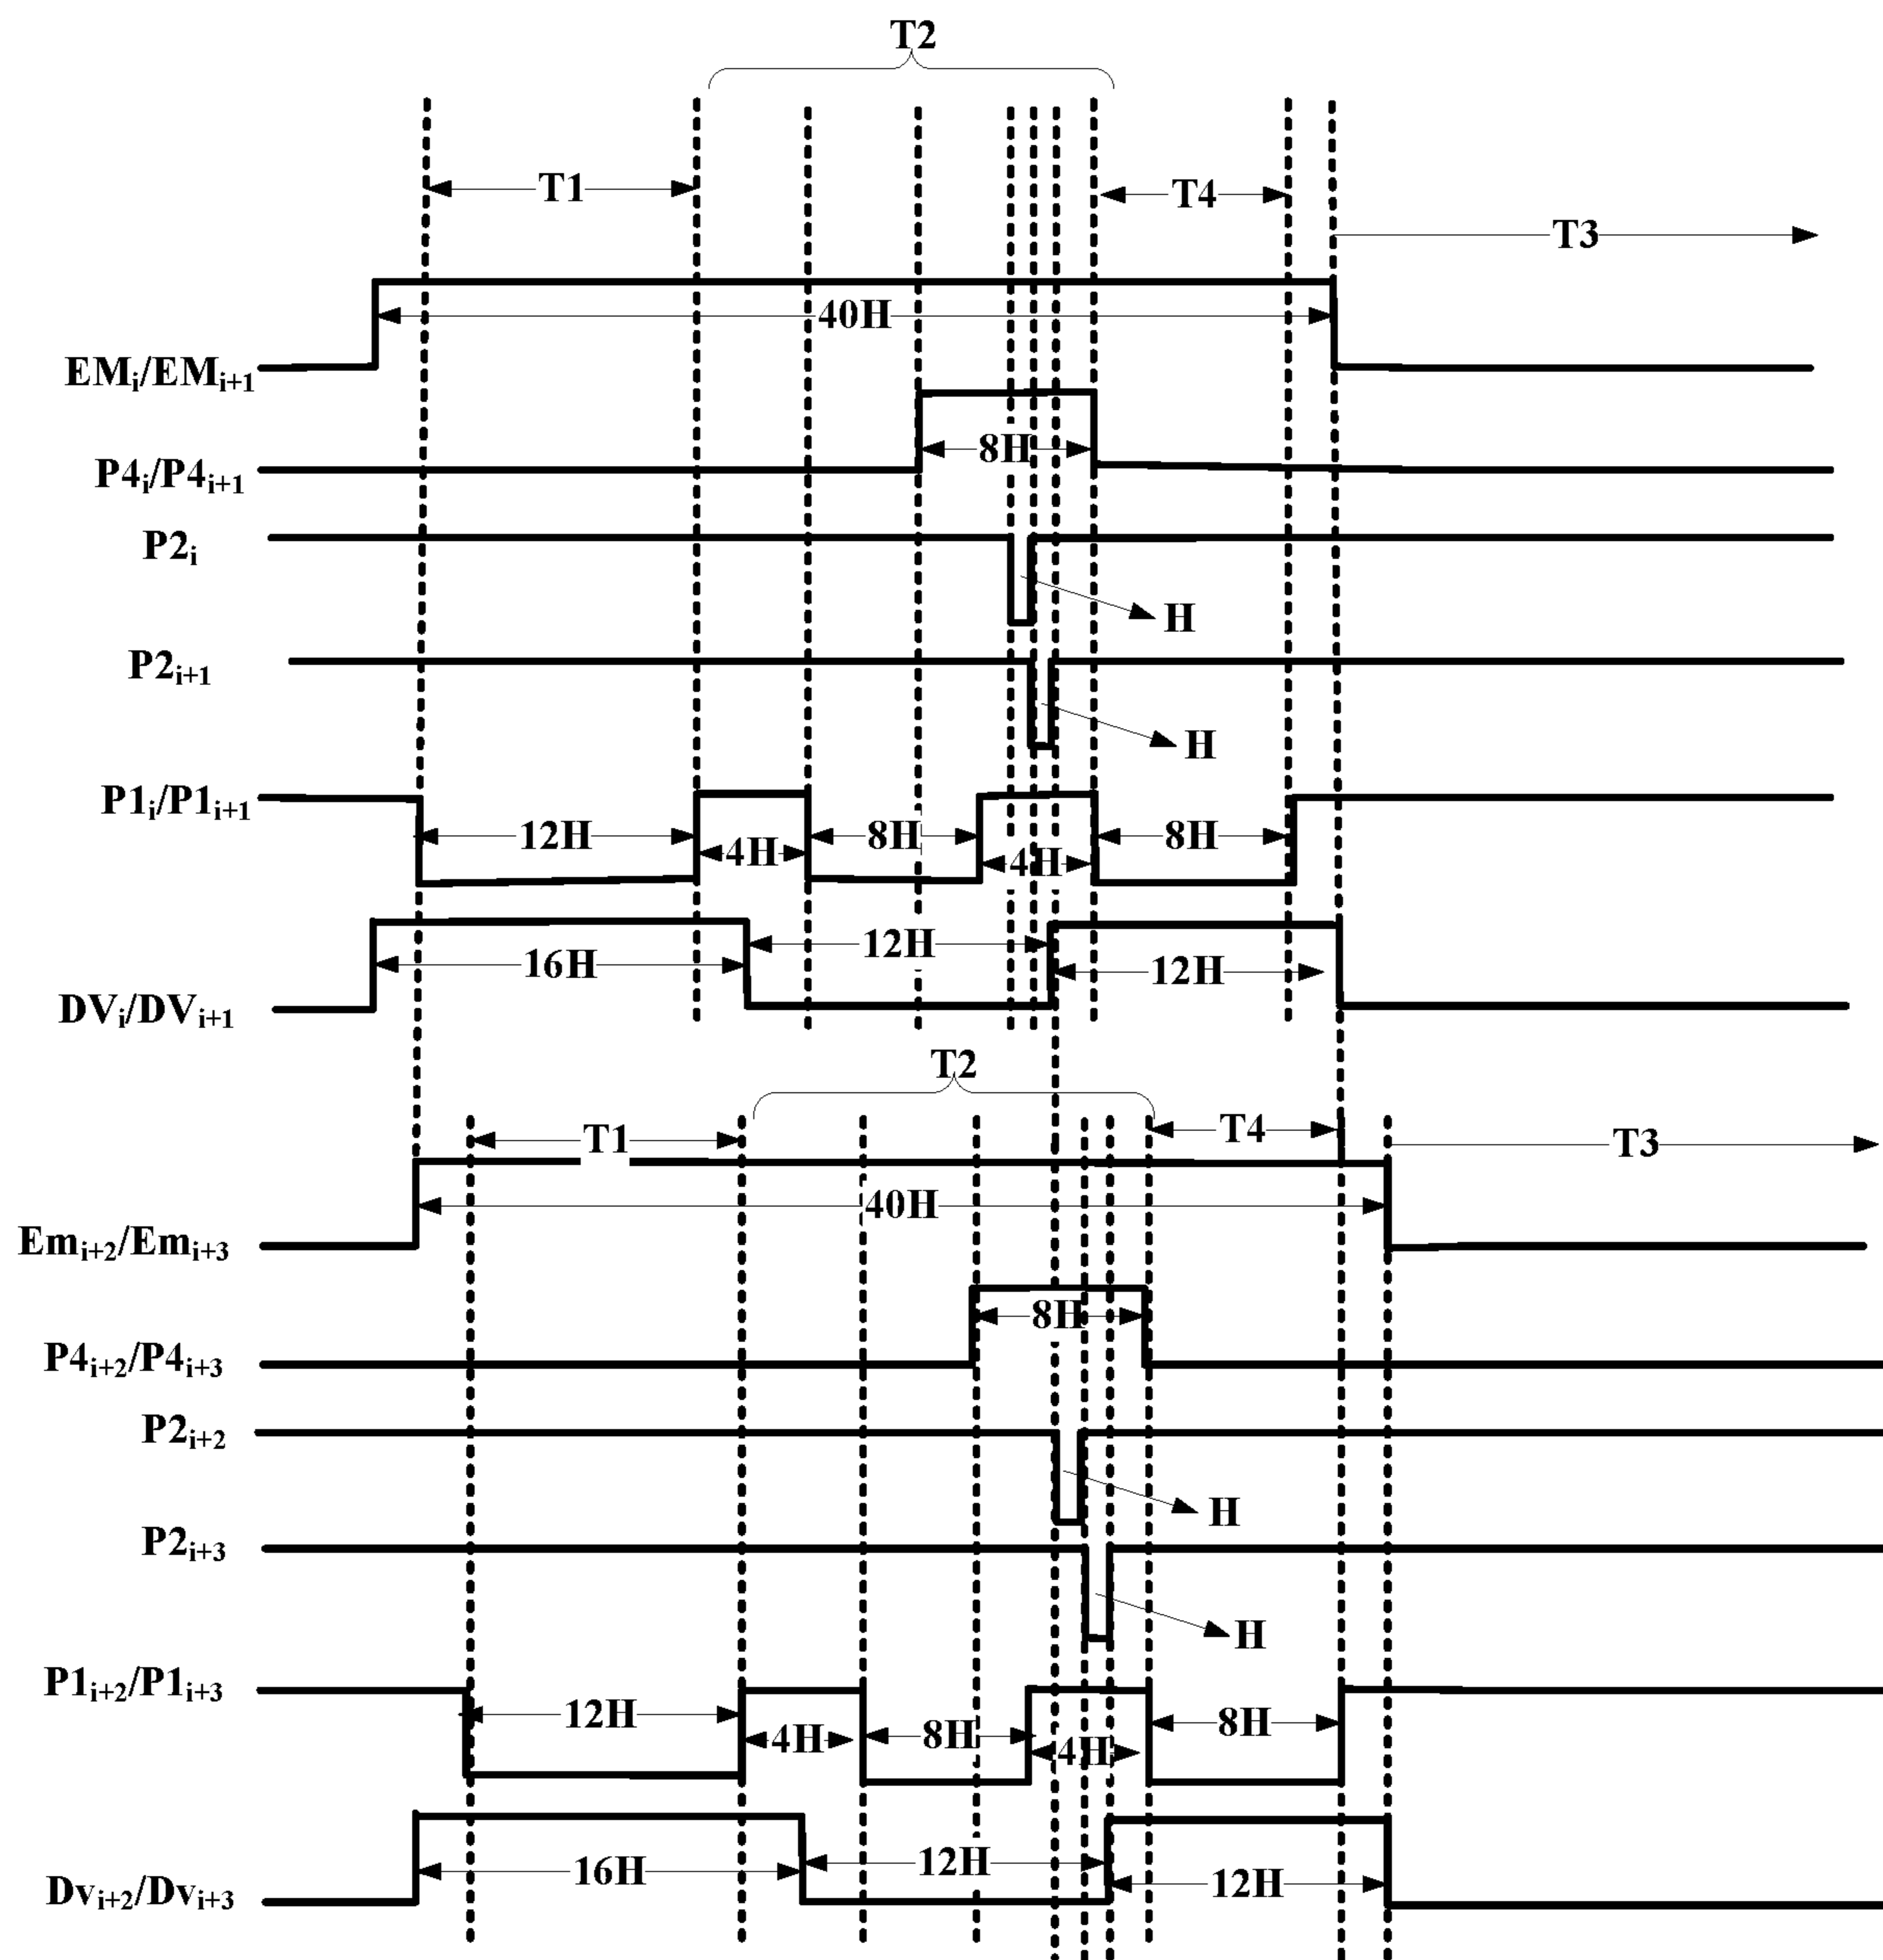 T2
T1
T4
T3
40H
EMi/EMi+1
8H
P4i/P4i+1
P2i
H
P2i+1
H
P1i/P1i+1
12H
4H
8H
4H
8H
12H
16H
12H
DVi/DVi+1
T2
T1
T4
T3
40H
Emi+2/Emi+3
8H
P4i+2/P4i+3
P2i+2
H
P2i+3
H
P1i+2/P1i+3
12H
4H
8H
4H
8H
16H
12H
12H
Dvi+2/Dvi+3